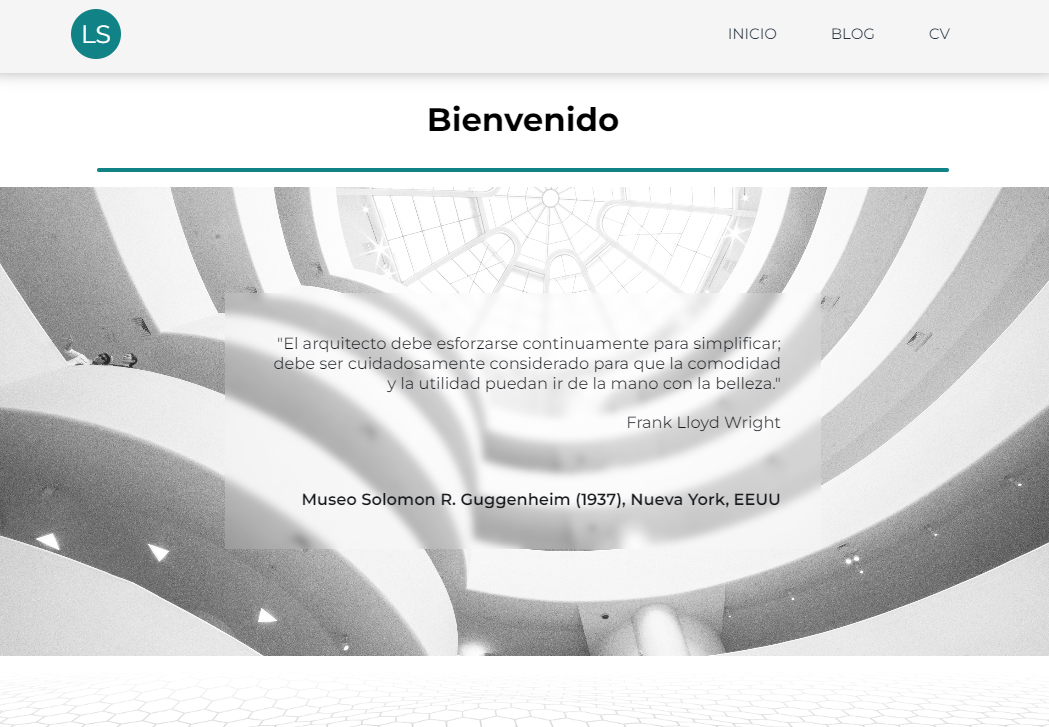 LS
INICIO BLOG CV
Bienvenido
"El arquitecto debe esforzarse continuamente para simplificar;
debe ser cuidadosamente considerado para que la comodidad
y la utilidad puedan ir de la mano con la belleza."
Frank Lloyd Wright
Museo Solomon R. Guggenheim (1937), Nueva York, EEUU